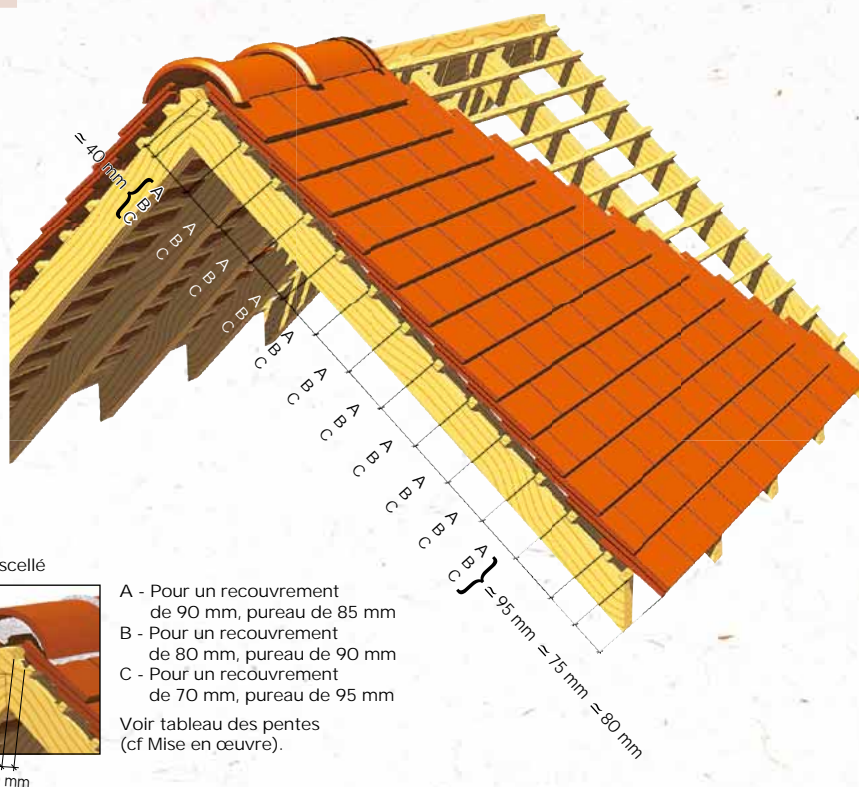 ≃ 40 mm
A B C
A B C
A B C
A B C
A B C
A B C
A B C
A B C
A B C
A B C
A B C
≃ 95 mm ≃ 75 mm ≃ 80 mm
scellé
A - Pour un recouvrement
de 90 mm, pureau de 85 mm
B - Pour un recouvrement
de 80 mm, pureau de 90 mm
C - Pour un recouvrement
de 70 mm, pureau de 95 mm
Voir tableau des pentes
(cf Mise en œuvre).
mm